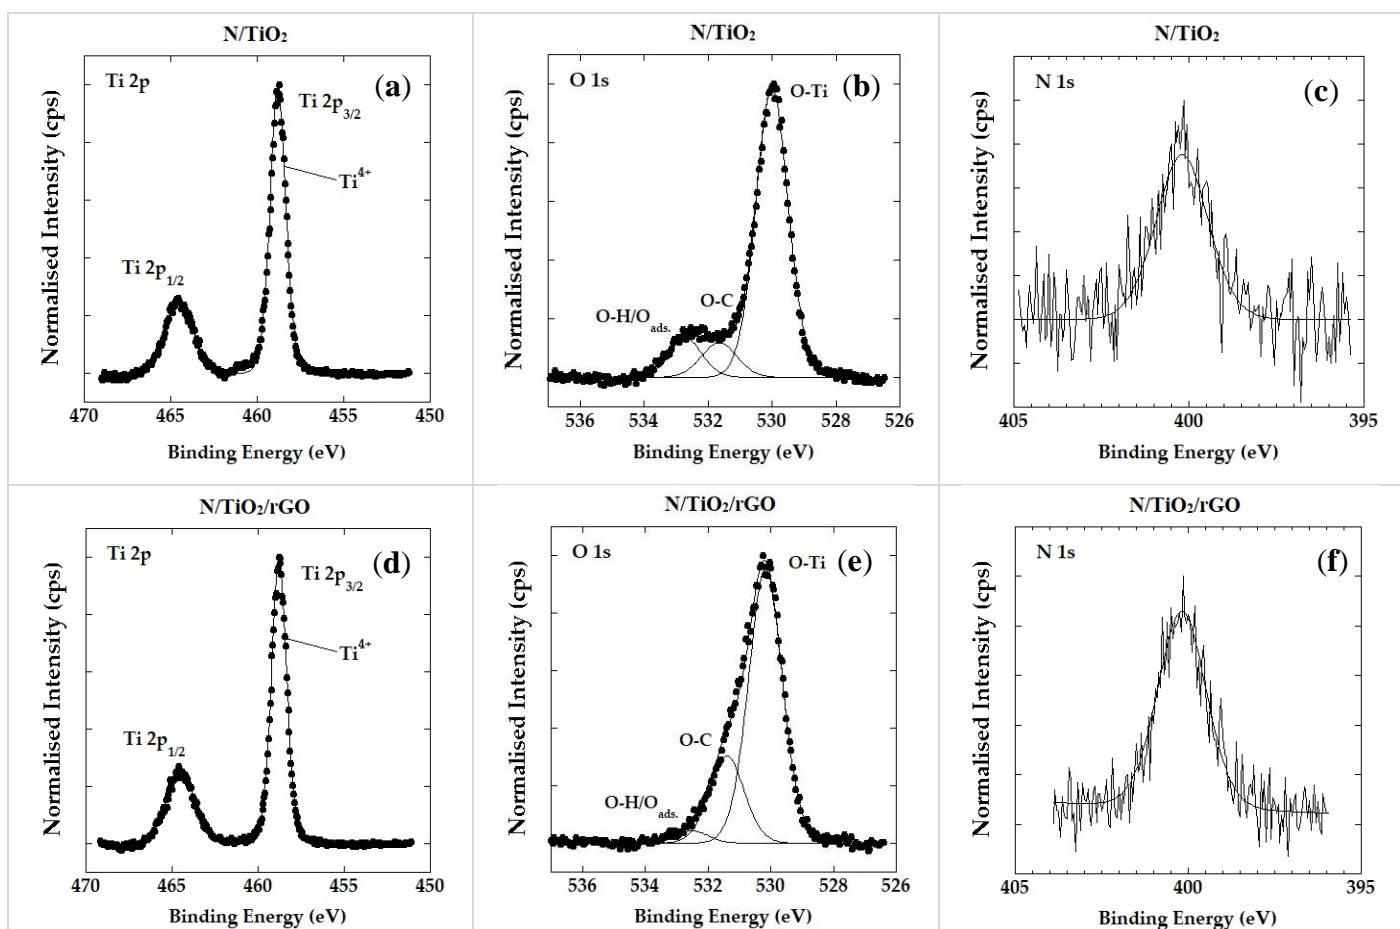 N/TiO₂
Ti 2p
(a)
Ti 2p₃/₂
Ti⁴⁺
Ti 2p₁/₂
Normalised Intensity (cps)
470 465 460 455 450
Binding Energy (eV)
N/TiO₂
O 1s
(b)
O-Ti
O-C
O-H/O ads.
Normalised Intensity (cps)
536 534 532 530 528 526
Binding Energy (eV)
N/TiO₂
N 1s
(c)
Normalised Intensity (cps)
405 400 395
Binding Energy (eV)
N/TiO₂/rGO
Ti 2p
(d)
Ti 2p₃/₂
Ti⁴⁺
Ti 2p₁/₂
Normalised Intensity (cps)
470 465 460 455 450
Binding Energy (eV)
N/TiO₂/rGO
O 1s
(e)
O-Ti
O-C
O-H/O ads.
Normalised Intensity (cps)
536 534 532 530 528 526
Binding Energy (eV)
N/TiO₂/rGO
N 1s
(f)
Normalised Intensity (cps)
405 400 395
Binding Energy (eV)